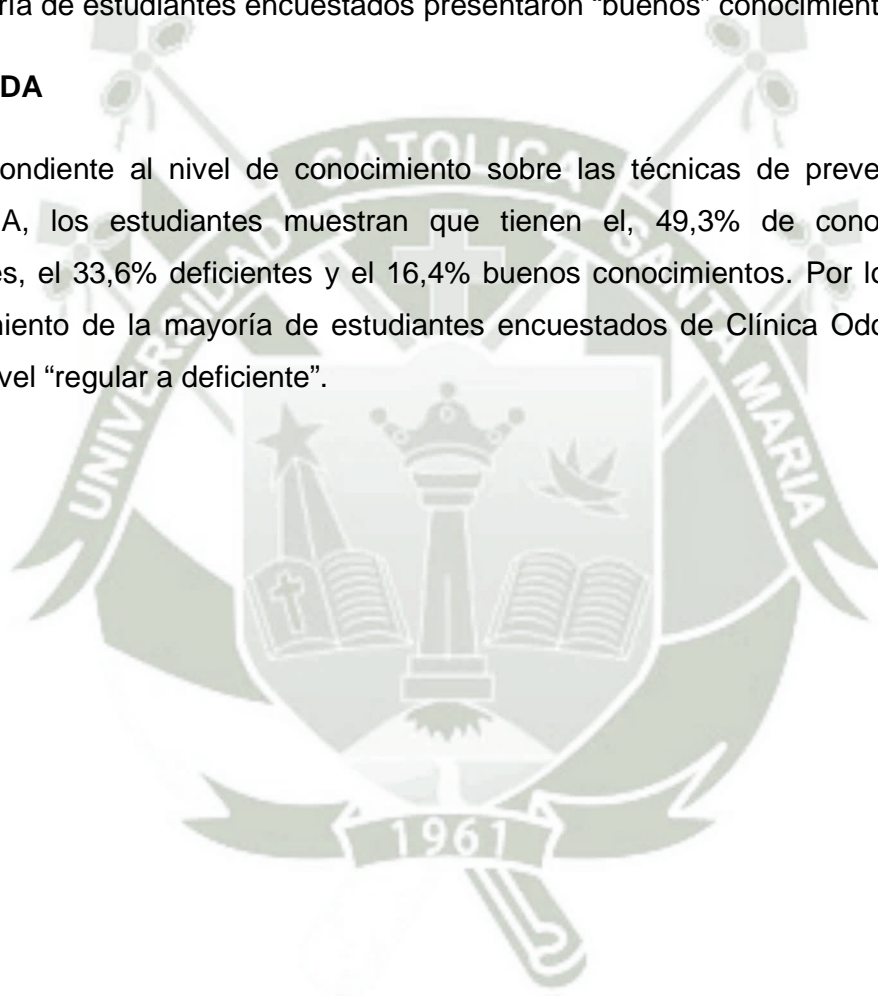 ría de estudiantes encuestados presentaron “buenos” conocimient
DA
ondiente al nivel de conocimiento sobre las técnicas de preve
A, los estudiantes muestran que tienen el, 49,3% de cono
es, el 33,6% deficientes y el 16,4% buenos conocimientos. Por lo
miento de la mayoría de estudiantes encuestados de Clínica Odo
vel “regular a deficiente”.
UNIVERSIDAD CATOLICA SANTA MARIA
1961